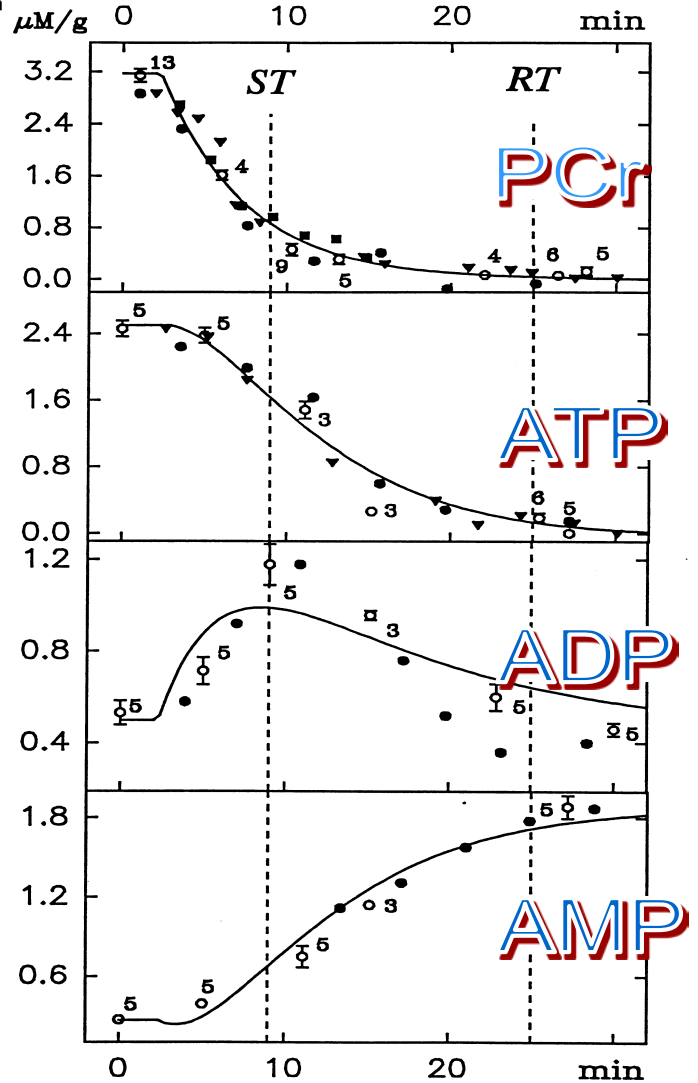 μM/g 0 10 20 min
3.2 13 ST RT
2.4
1.6 4 PCr
0.8
0.0 9 5 4 6 5
2.4 5 5
1.6 3 ATP
0.8
0.0 3 6 5
1.2 5
0.8 5 3 ADP
0.4 5 5 5
1.8 5
1.2 3 AMP
0.6 5
5 5
0 10 20 min